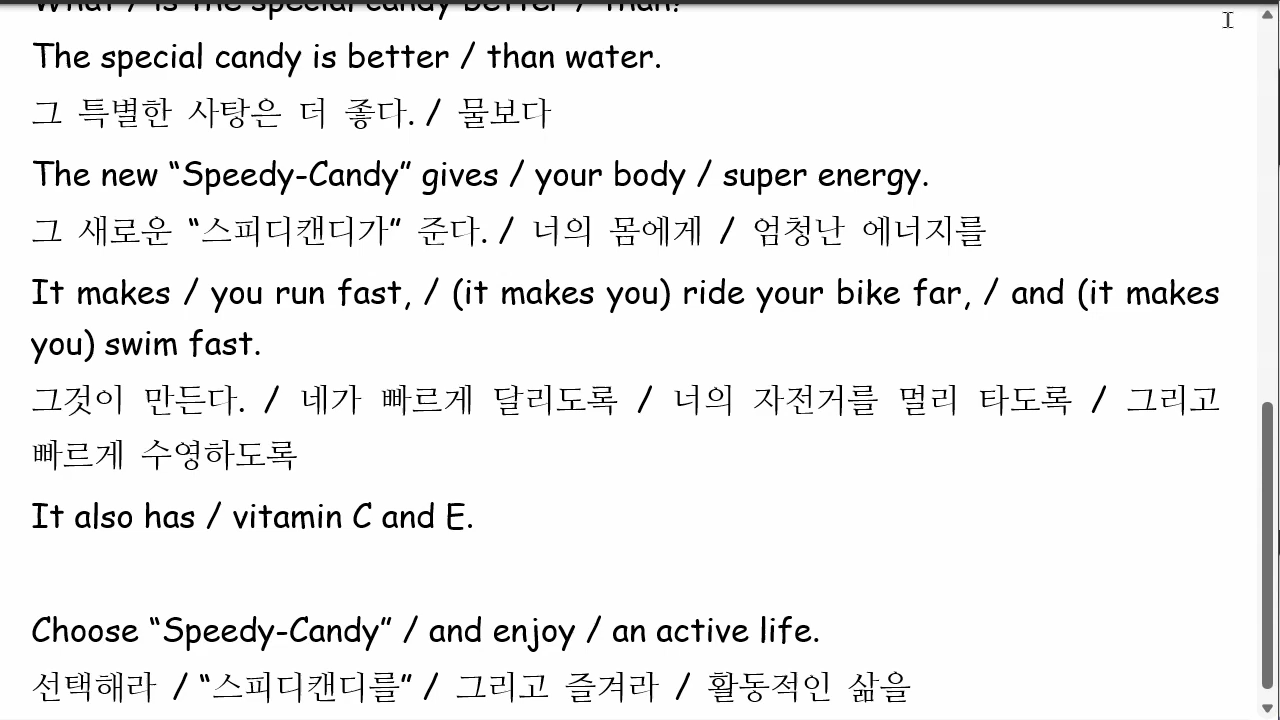 What / is the special candy better / than?
The special candy is better / than water.
그 특별한 사탕은 더 좋다. / 물보다
The new “Speedy-Candy” gives / your body / super energy.
그 새로운 “스피디캔디가” 준다. / 너의 몸에게 / 엄청난 에너지를
It makes / you run fast, / (it makes you) ride your bike far, / and (it makes
you) swim fast.
그것이 만든다. / 네가 빠르게 달리도록 / 너의 자전거를 멀리 타도록 / 그리고
빠르게 수영하도록
It also has / vitamin C and E.
Choose “Speedy-Candy” / and enjoy / an active life.
선택해라 / “스피디캔디를” / 그리고 즐겨라 / 활동적인 삶을